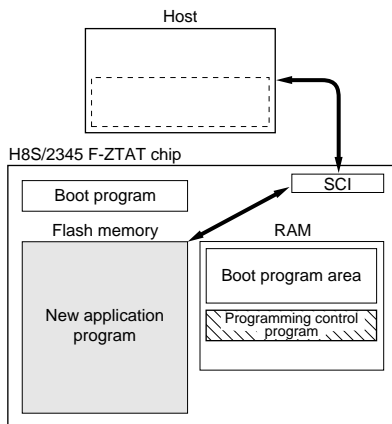 Host
H8S/2345 F-ZTAT chip
SCI
Boot program
Flash memory
RAM
Boot program area
New application
program
Programming control
program